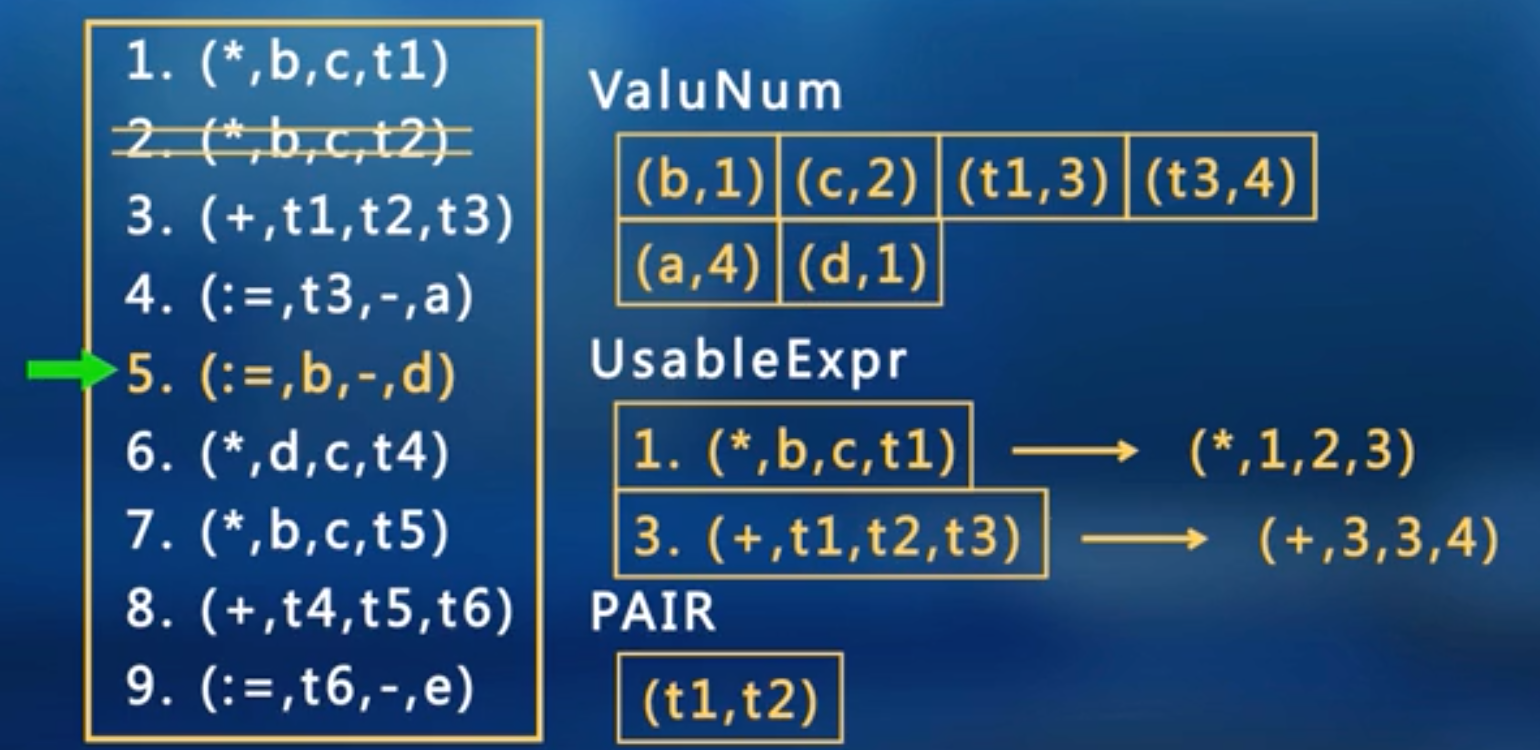 1. (*,b,c,t1)
2. (*,b,c,t2)
3. (+,t1,t2,t3)
4. (:=,t3,-,a)
5. (:=,b,-,d)
6. (*,d,c,t4)
7. (*,b,c,t5)
8. (+,t4,t5,t6)
9. (:=,t6,-,e)
ValuNum
(b,1) (c,2) (t1,3) (t3,4)
(a,4) (d,1)
UsableExpr
1. (*,b,c,t1) → (*,1,2,3)
3. (+,t1,t2,t3) → (+,3,3,4)
PAIR
(t1,t2)